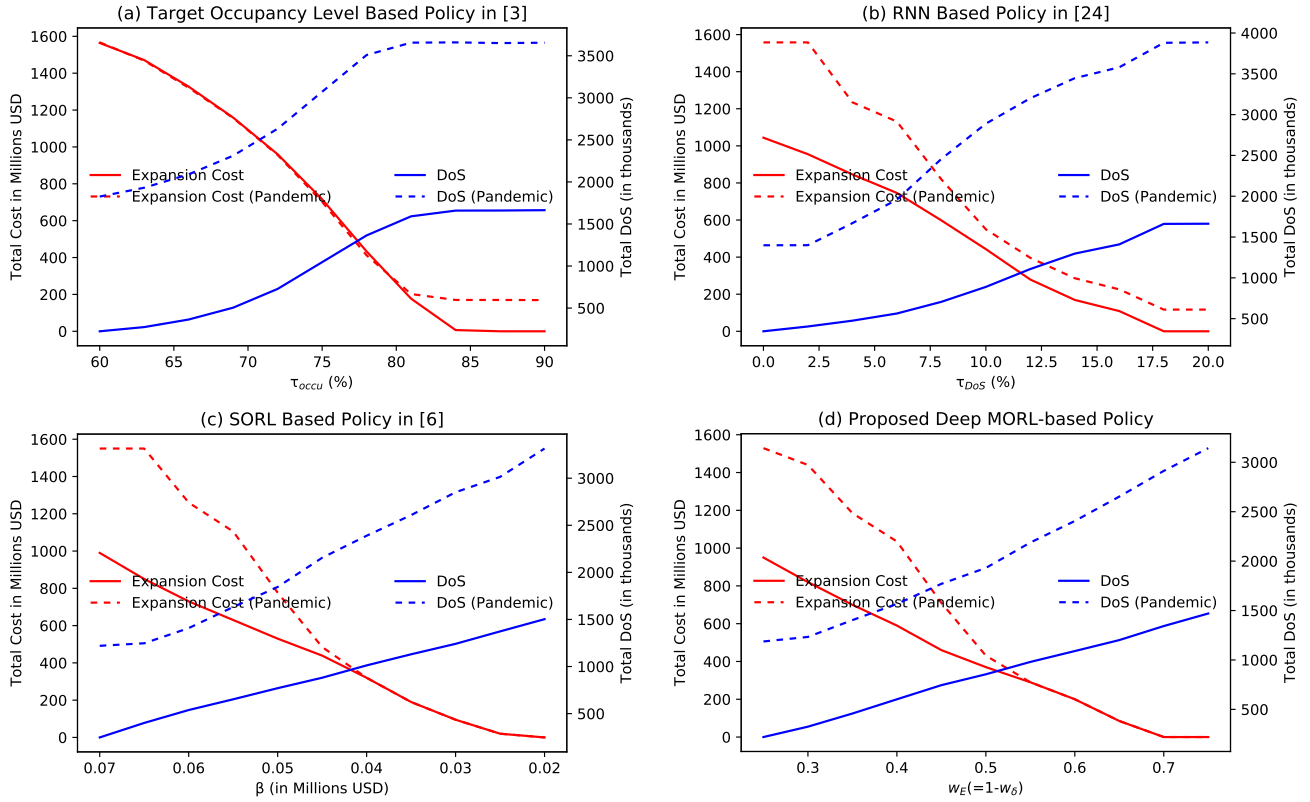 (a) Target Occupancy Level Based Policy in [3]
Total Cost in Millions USD
1600
1400
1200
1000
800
600
400
200
0
Expansion Cost
Expansion Cost (Pandemic)
DoS
DoS (Pandemic)
3500
3000
2500
2000
1500
1000
500
Total DoS (in thousands)
60 65 70 75 80 85 90
τoccu (%)
(b) RNN Based Policy in [24]
Total Cost in Millions USD
1600
1400
1200
1000
800
600
400
200
0
Expansion Cost
Expansion Cost (Pandemic)
DoS
DoS (Pandemic)
4000
3500
3000
2500
2000
1500
1000
500
Total DoS (in thousands)
0.0 2.5 5.0 7.5 10.0 12.5 15.0 17.5 20.0
τDoS (%)
(c) SORL Based Policy in [6]
Total Cost in Millions USD
1600
1400
1200
1000
800
600
400
200
0
Expansion Cost
Expansion Cost (Pandemic)
DoS
DoS (Pandemic)
3000
2500
2000
1500
1000
500
Total DoS (in thousands)
0.07 0.06 0.05 0.04 0.03 0.02
β (in Millions USD)
(d) Proposed Deep MORL-based Policy
Total Cost in Millions USD
1600
1400
1200
1000
800
600
400
200
0
Expansion Cost
Expansion Cost (Pandemic)
DoS
DoS (Pandemic)
3000
2500
2000
1500
1000
500
Total DoS (in thousands)
0.3 0.4 0.5 0.6 0.7
wE(=1-wδ)